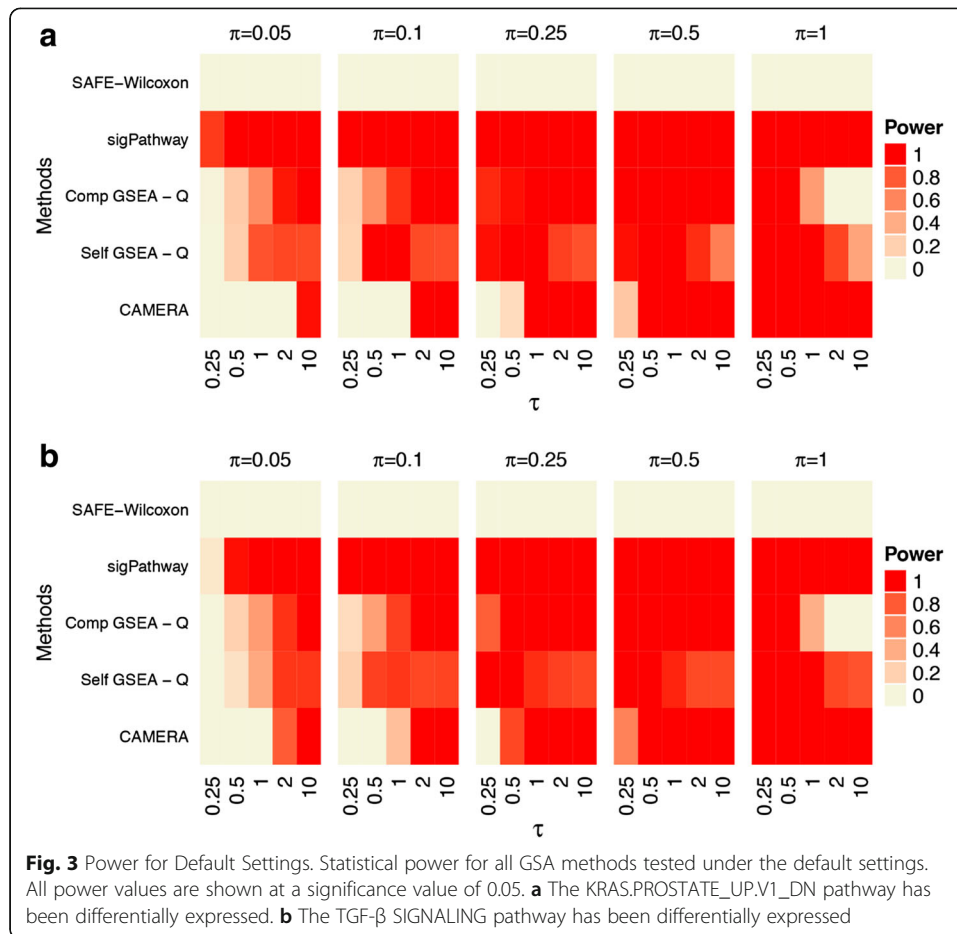 a
π=0.05 π=0.1 π=0.25 π=0.5 π=1
SAFE−Wilcoxon
sigPathway
Comp GSEA − Q
Self GSEA − Q
CAMERA
Methods
0.25 0.5 1 2 10 0.25 0.5 1 2 10 0.25 0.5 1 2 10 0.25 0.5 1 2 10 0.25 0.5 1 2 10
τ
Power
1
0.8
0.6
0.4
0.2
0
b
π=0.05 π=0.1 π=0.25 π=0.5 π=1
SAFE−Wilcoxon
sigPathway
Comp GSEA − Q
Self GSEA − Q
CAMERA
Methods
0.25 0.5 1 2 10 0.25 0.5 1 2 10 0.25 0.5 1 2 10 0.25 0.5 1 2 10 0.25 0.5 1 2 10
τ
Power
1
0.8
0.6
0.4
0.2
0
Fig. 3 Power for Default Settings. Statistical power for all GSA methods tested under the default settings.
All power values are shown at a significance value of 0.05. a The KRAS.PROSTATE_UP.V1_DN pathway has
been differentially expressed. b The TGF-β SIGNALING pathway has been differentially expressed